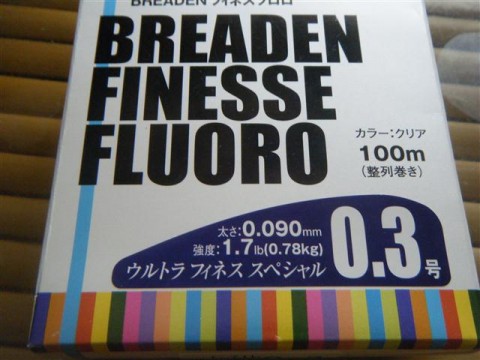 BREADEN フィネスフロロ
BREADEN
FINESSE
FLUORO
カラー:クリア
100m
(整列巻き)
太さ:0.090mm
強度:1.7lb(0.78kg)
ウルトラ フィネス スペシャル
0.3号